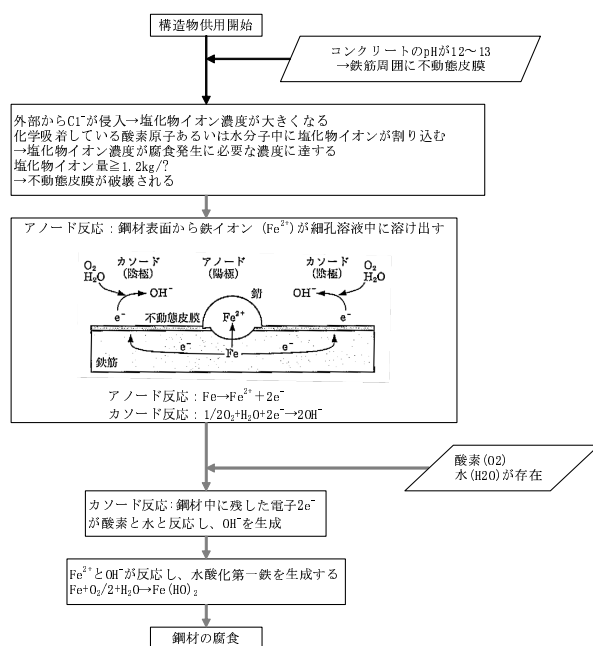 構造物供用開始
コンクリートのpHが12～13
→鉄筋周囲に不動態皮膜
外部からCl⁻が侵入→塩化物イオン濃度が大きくなる
化学吸着している酸素原子あるいは水分子中に塩化物イオンが割り込む
→塩化物イオン濃度が腐食発生に必要な濃度に達する
塩化物イオン量≧1.2kg/?
→不動態皮膜が破壊される
アノード反応：鋼材表面から鉄イオン (Fe²⁺)が細孔溶液中に溶け出す
O₂
H₂O
カソード
(陰極)
アノード
(陽極)
カソード
(陰極)
O₂
H₂O
OH⁻
錆
OH⁻
e⁻
不動態皮膜
Fe²⁺
e⁻
e⁻
Fe
e⁻
鉄筋
アノード反応：Fe→Fe²⁺＋2e⁻
カソード反応：1/2O₂+H₂O+2e⁻→2OH⁻
酸素(O2)
水(H2O)が存在
カソード反応：鋼材中に残した電子2e⁻
が酸素と水と反応し、OH⁻を生成
Fe²⁺とOH⁻が反応し、水酸化第一鉄を生成する
Fe+O₂/2+H₂O→Fe(HO)₂
鋼材の腐食